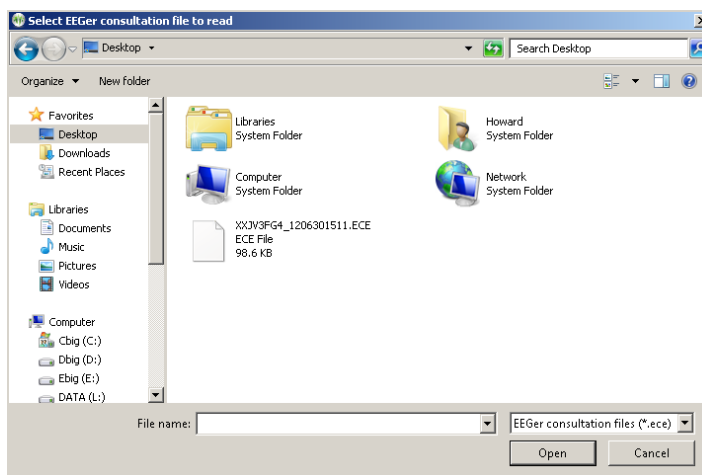 Select EEGer consultation file to read
Desktop
Search Desktop
Organize
New folder
Favorites
Desktop
Downloads
Recent Places
Libraries
Documents
Music
Pictures
Videos
Computer
Cbig (C:)
Dbig (D:)
Ebig (E:)
DATA (L:)
Libraries
System Folder
Howard
System Folder
Computer
System Folder
Network
System Folder
XXJV3FG4_1206301511.ECE
ECE File
98.6 KB
File name:
EEGer consultation files (*.ece)
Open
Cancel